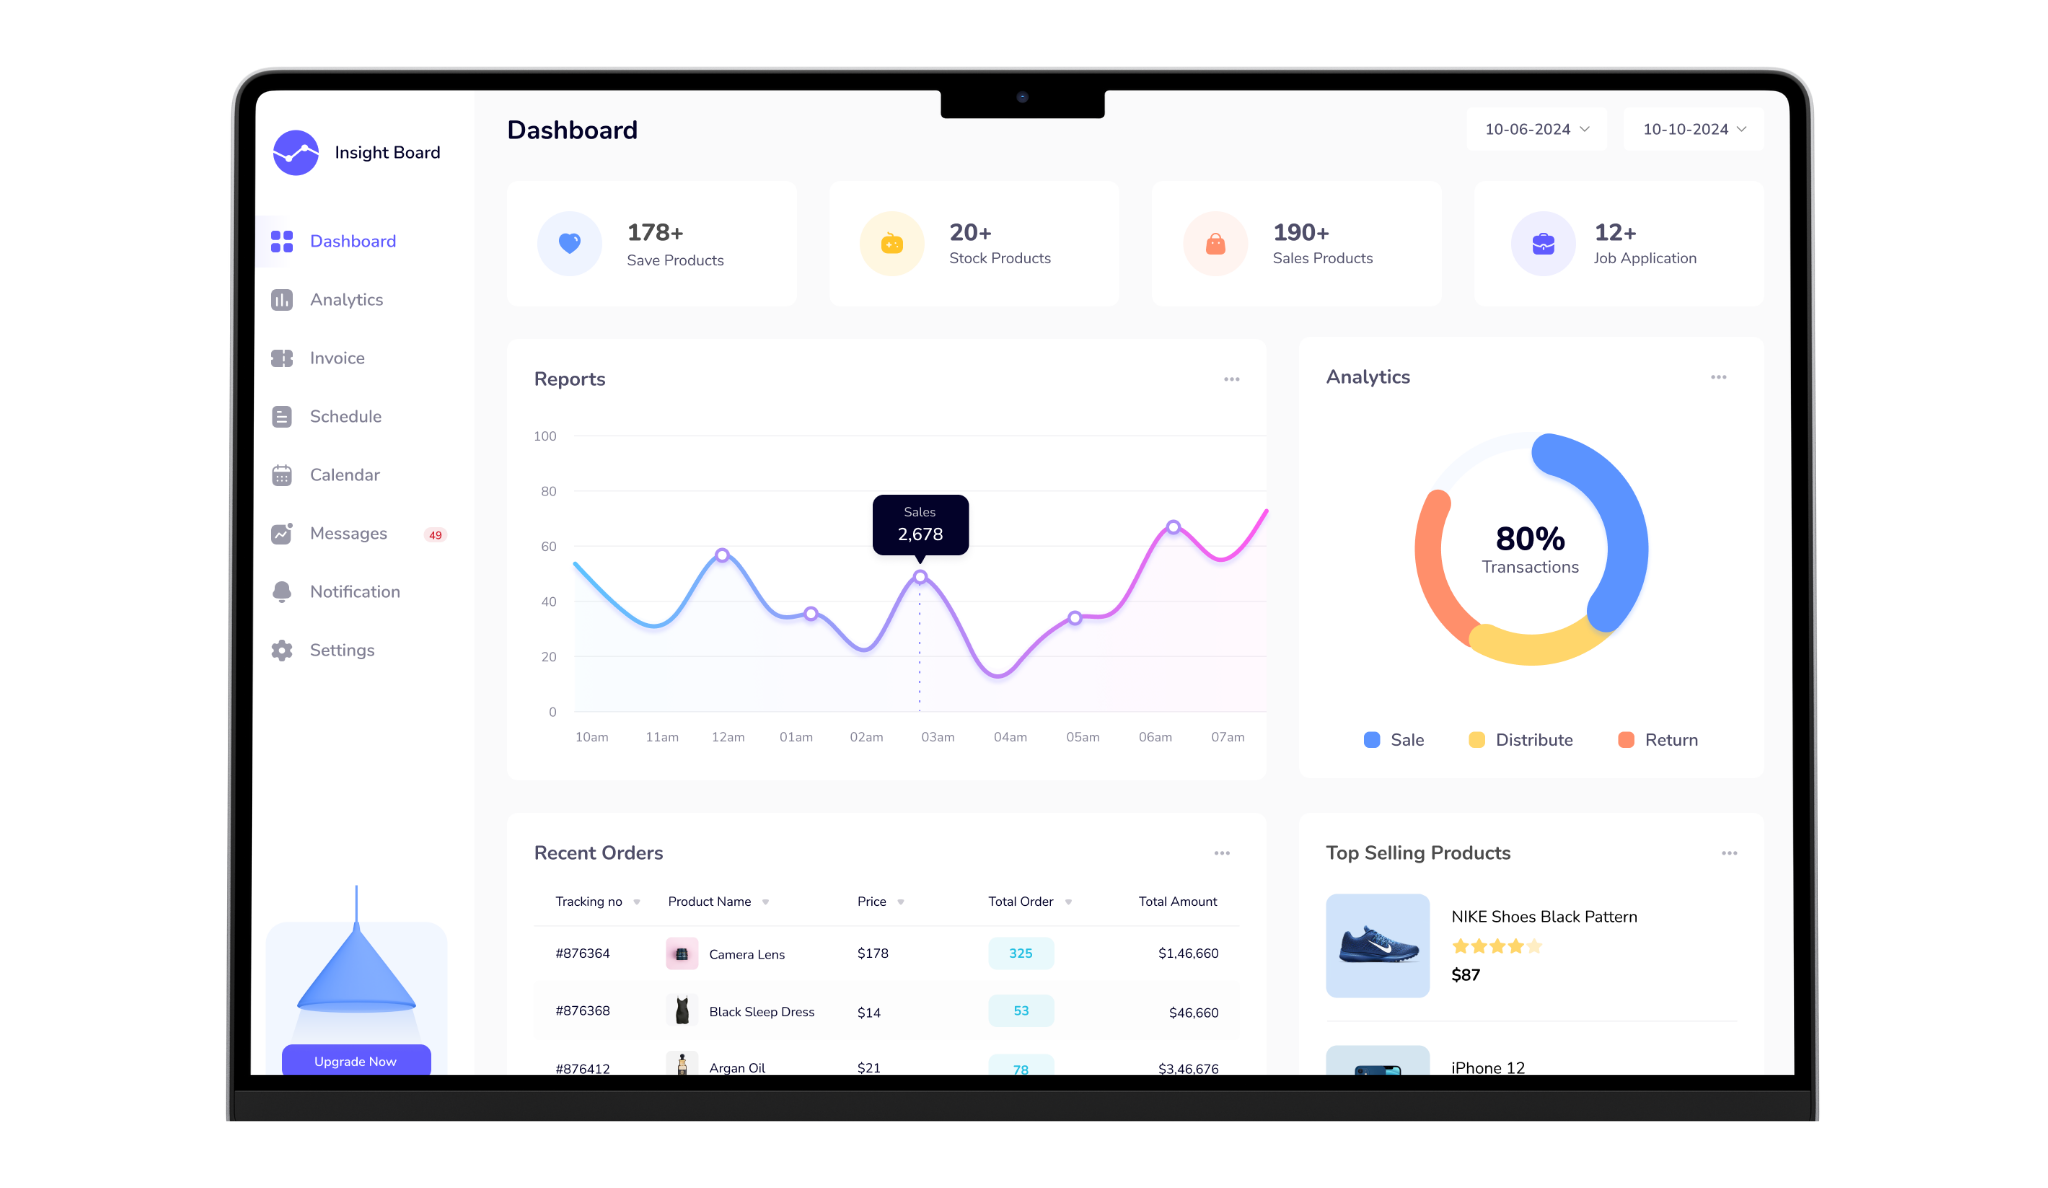 Insight Board
Dashboard
Analytics
Invoice
Schedule
Calendar
Messages 49
Notification
Settings
Upgrade Now
Dashboard
10-06-2024
10-10-2024
178+
Save Products
20+
Stock Products
190+
Sales Products
12+
Job Application
Reports
100
80
60
40
20
0
Sales
2,678
10am 11am 12am 01am 02am 03am 04am 05am 06am 07am
Analytics
80%
Transactions
Sale Distribute Return
Recent Orders
Tracking no Product Name Price Total Order Total Amount
#876364 Camera Lens $178 325 $1,46,660
#876368 Black Sleep Dress $14 53 $46,660
#876412 Argan Oil $21 78 $3,46,676
Top Selling Products
NIKE Shoes Black Pattern
$87
iPhone 12